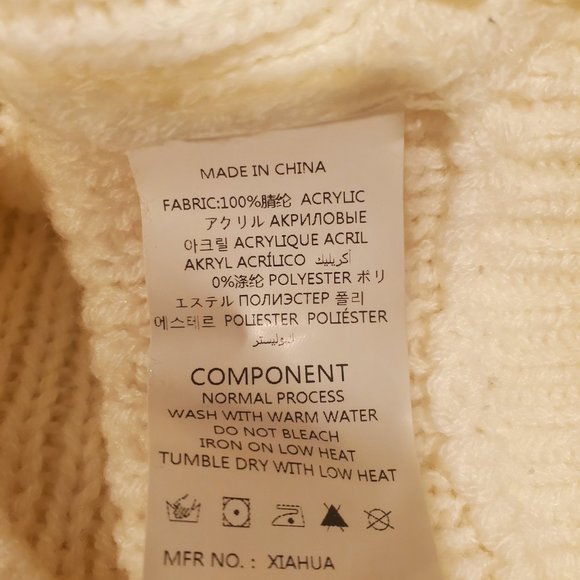 MADE IN CHINA
FABRIC:100%腈纶 ACRYLIC
アクリル АКРИЛОВЫЕ
아크릴 ACRYLIQUE ACRIL
AKRYL ACRÍLICO أكريليك
0%涤纶 POLYESTER ポリ
エステル ПОЛИЭСТЕР 폴리
에스테르 POLIESTER POLIÉSTER
البوليستر
COMPONENT
NORMAL PROCESS
WASH WITH WARM WATER
DO NOT BLEACH
IRON ON LOW HEAT
TUMBLE DRY WITH LOW HEAT
MFR NO. : XIAHUA